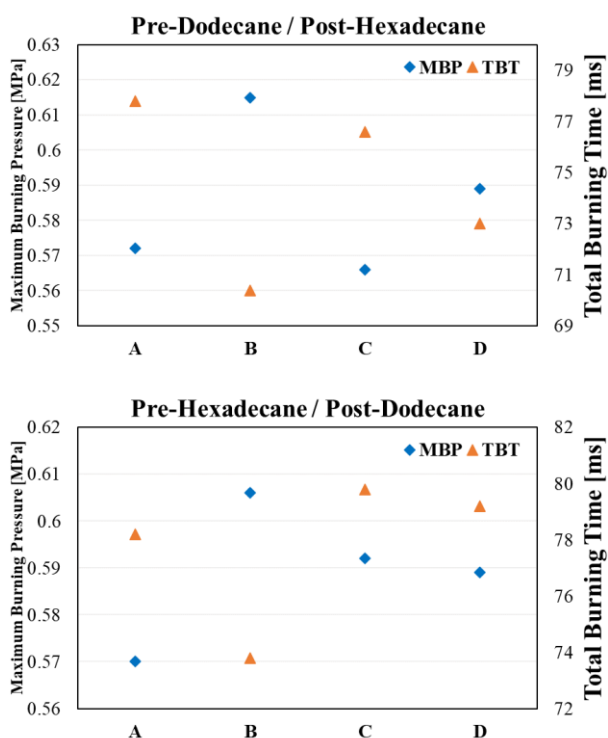 Pre-Dodecane / Post-Hexadecane
MBP TBT
Maximum Burning Pressure [MPa]
0.63
0.62
0.61
0.6
0.59
0.58
0.57
0.56
0.55
79
77
75
73
71
69
Total Burning Time [ms]
A B C D
Pre-Hexadecane / Post-Dodecane
MBP TBT
Maximum Burning Pressure [MPa]
0.62
0.61
0.6
0.59
0.58
0.57
0.56
82
80
78
76
74
72
Total Burning Time [ms]
A B C D